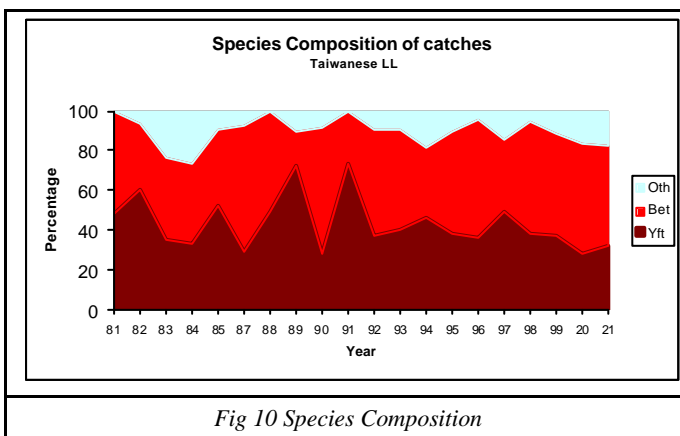 Species Composition of catches
Taiwanese LL
Percentage
100
80
60
40
20
0
81 82 83 84 85 87 88 89 90 91 92 93 94 95 96 97 98 99 20 21
Year
Oth
Bet
Yft
Fig 10 Species Composition